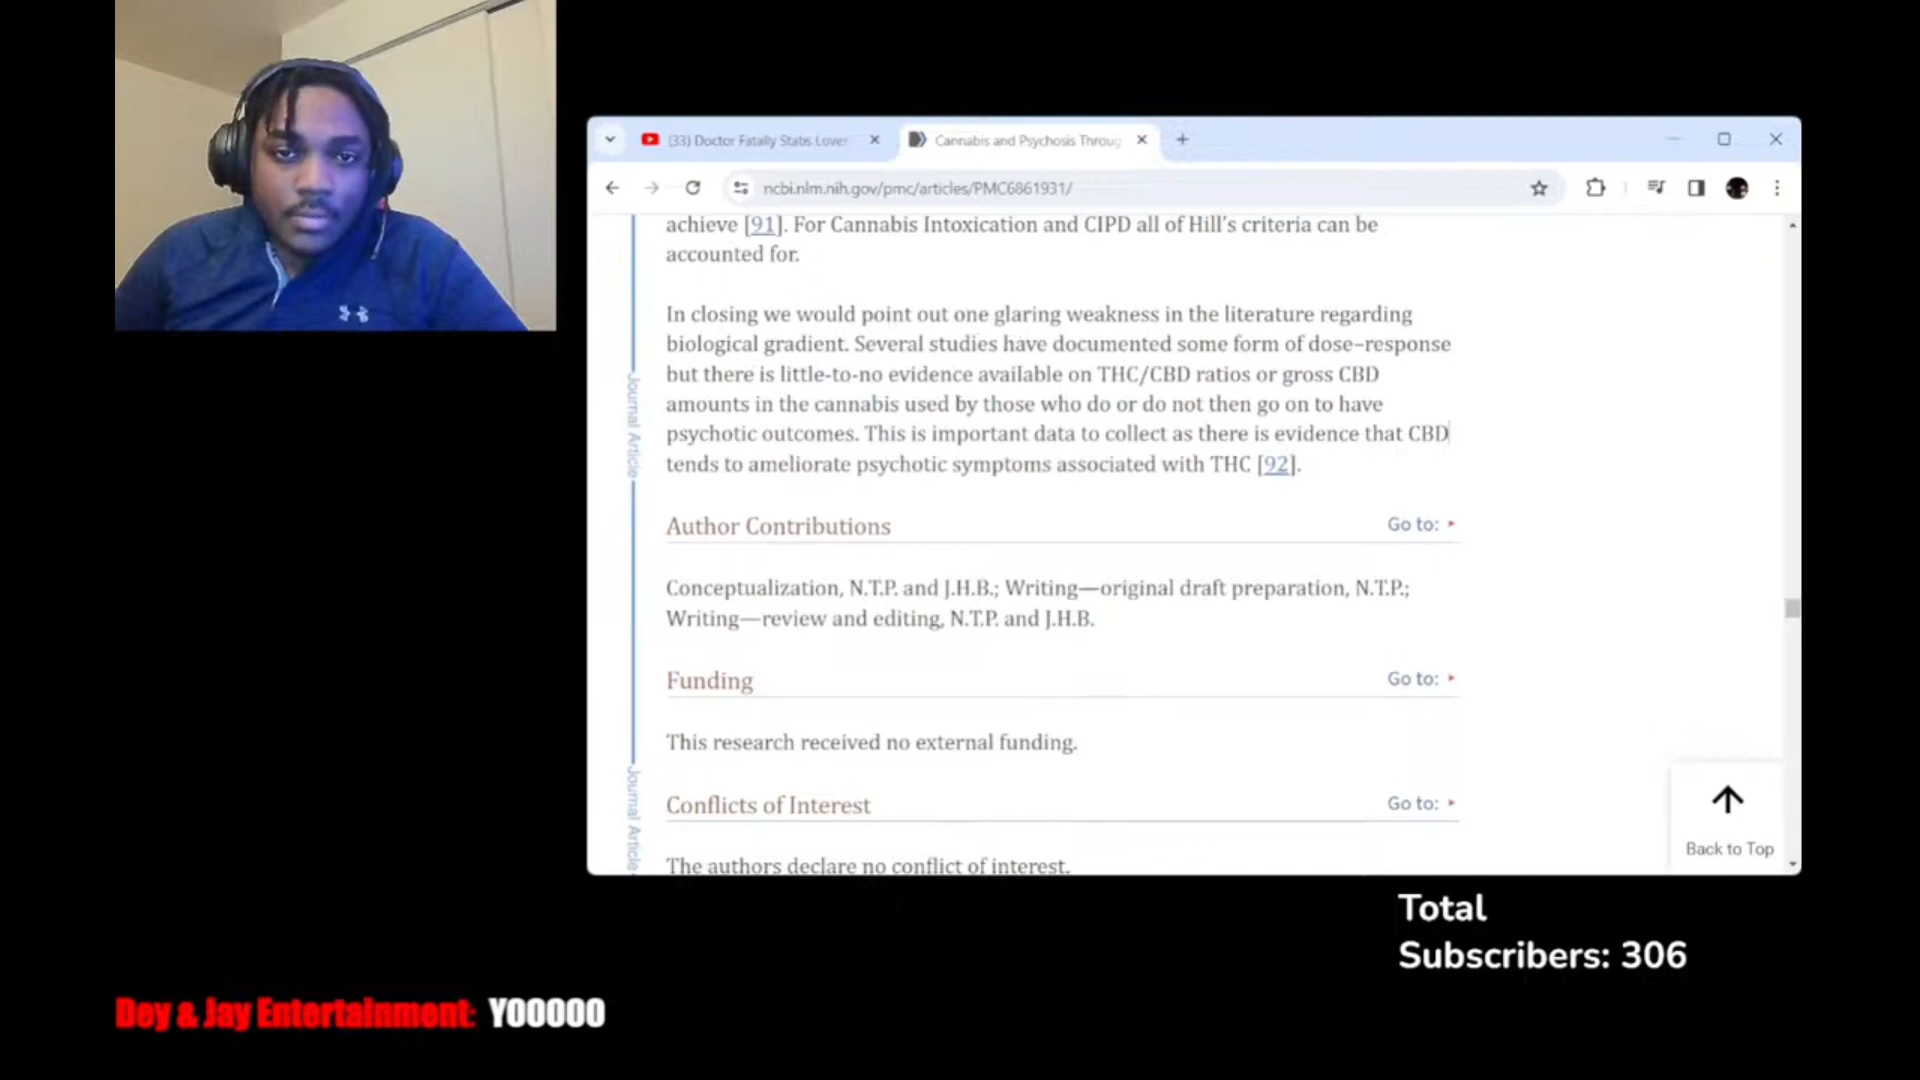 (33) Doctor Fatally Stabs Lover
Cannabis and Psychosis Throug
ncbi.nlm.nih.gov/pmc/articles/PMC6861931/
achieve [91]. For Cannabis Intoxication and CIPD all of Hill's criteria can be
accounted for.
In closing we would point out one glaring weakness in the literature regarding
biological gradient. Several studies have documented some form of dose–response
but there is little-to-no evidence available on THC/CBD ratios or gross CBD
amounts in the cannabis used by those who do or do not then go on to have
psychotic outcomes. This is important data to collect as there is evidence that CBD
tends to ameliorate psychotic symptoms associated with THC [92].
Journal Article
Author Contributions
Go to:
Conceptualization, N.T.P. and J.H.B.; Writing—original draft preparation, N.T.P.;
Writing—review and editing, N.T.P. and J.H.B.
Funding
Go to:
This research received no external funding.
Journal Article
Conflicts of Interest
Go to:
The authors declare no conflict of interest.
Back to Top
Total
Subscribers: 306
Dey & Jay Entertainment: YOOOOO